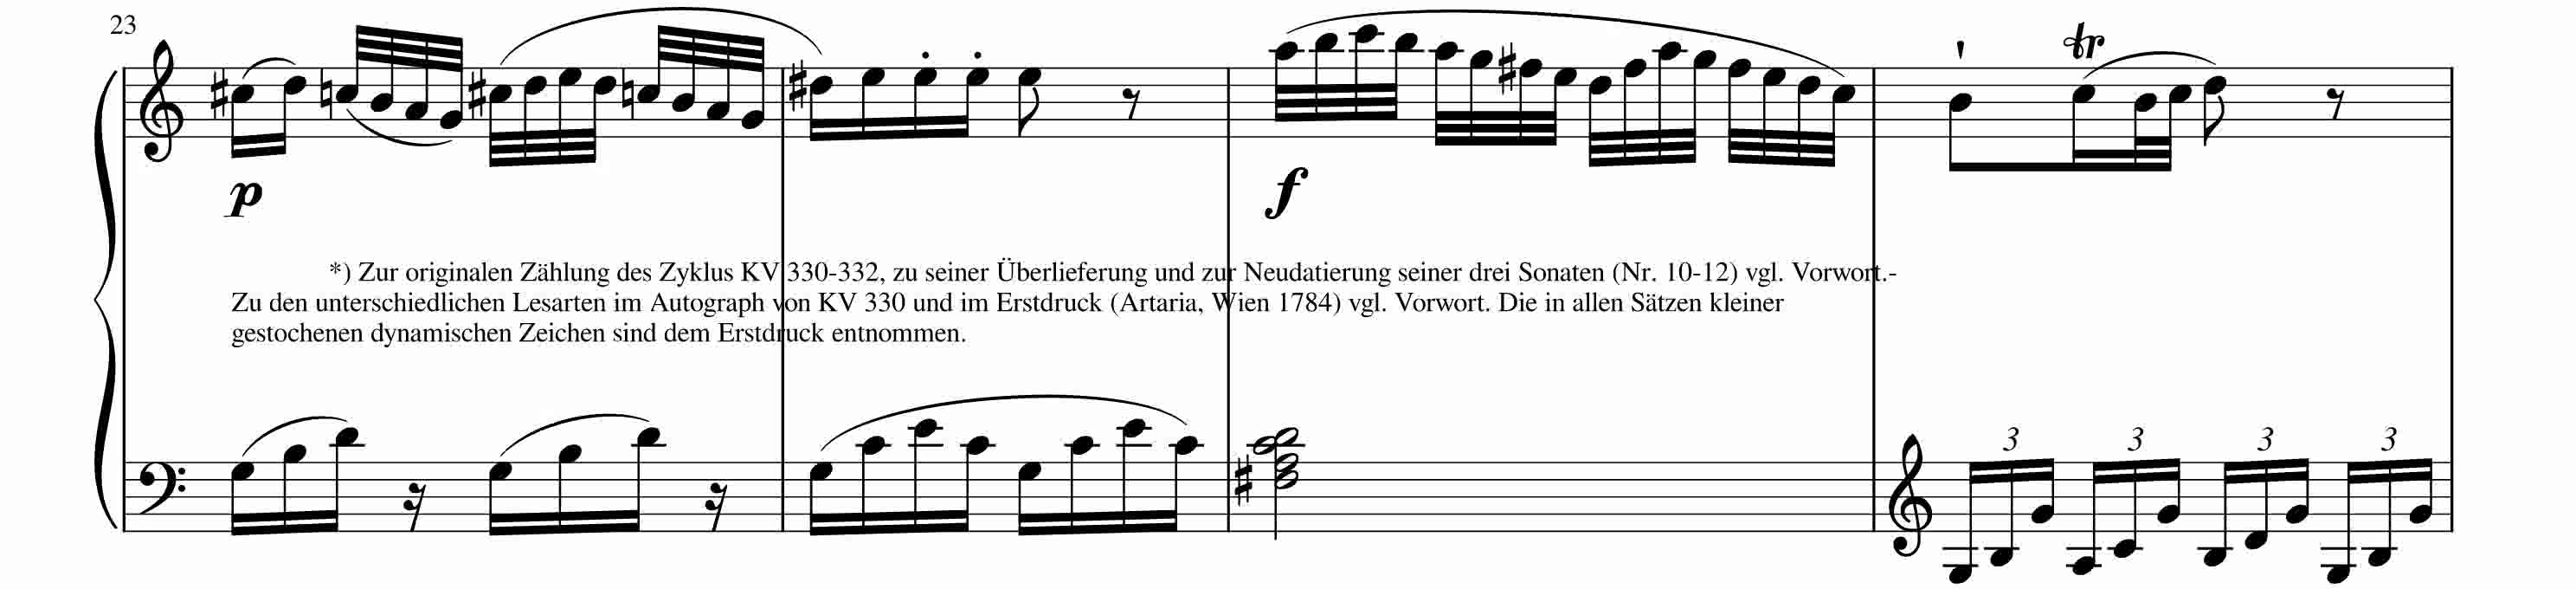 23
p
f
tr
*) Zur originalen Zählung des Zyklus KV 330-332, zu seiner Überlieferung und zur Neudatierung seiner drei Sonaten (Nr. 10-12) vgl. Vorwort.-
Zu den unterschiedlichen Lesarten im Autograph von KV 330 und im Erstdruck (Artaria, Wien 1784) vgl. Vorwort. Die in allen Sätzen kleiner
gestochenen dynamischen Zeichen sind dem Erstdruck entnommen.
3 3 3 3